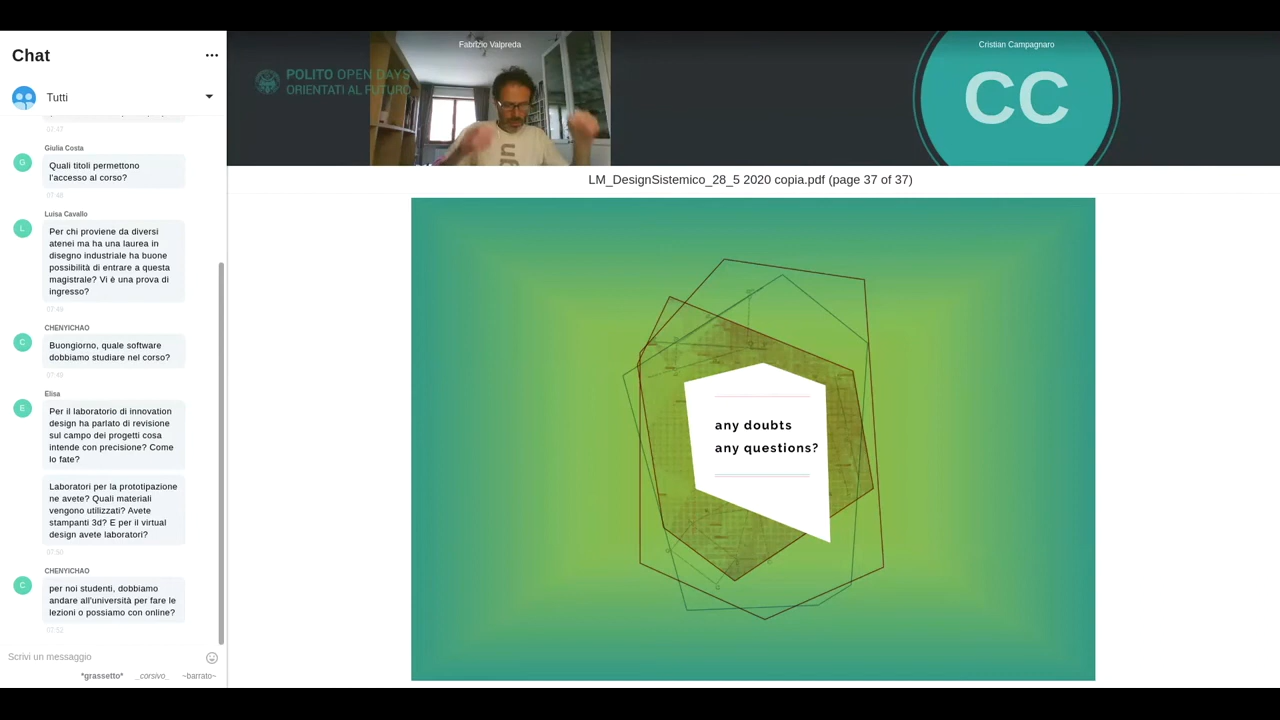 Chat
Tutti
07:47
Giulia Costa
G
Quali titoli permettono
l'accesso al corso?
07:48
Luisa Cavallo
L
Per chi proviene da diversi
atenei ma ha una laurea in
disegno industriale ha buone
possibilità di entrare a questa
magistrale? Vi è una prova di
ingresso?
07:49
CHENYICHAO
C
Buongiorno, quale software
dobbiamo studiare nel corso?
07:49
Elisa
E
Per il laboratorio di innovation
design ha parlato di revisione
sul campo dei progetti cosa
intende con precisione? Come
lo fate?
Laboratori per la prototipazione
ne avete? Quali materiali
vengono utilizzati? Avete
stampanti 3d? E per il virtual
design avete laboratori?
07:50
CHENYICHAO
C
per noi studenti, dobbiamo
andare all'università per fare le
lezioni o possiamo con online?
07:52
Scrivi un messaggio
*grassetto* _corsivo_ ~barrato~
POLITO OPEN DAYS
ORIENTATI AL FUTURO
Fabrizio Valpreda
Cristian Campagnaro
CC
LM_DesignSistemico_28_5 2020 copia.pdf (page 37 of 37)
any doubts
any questions?